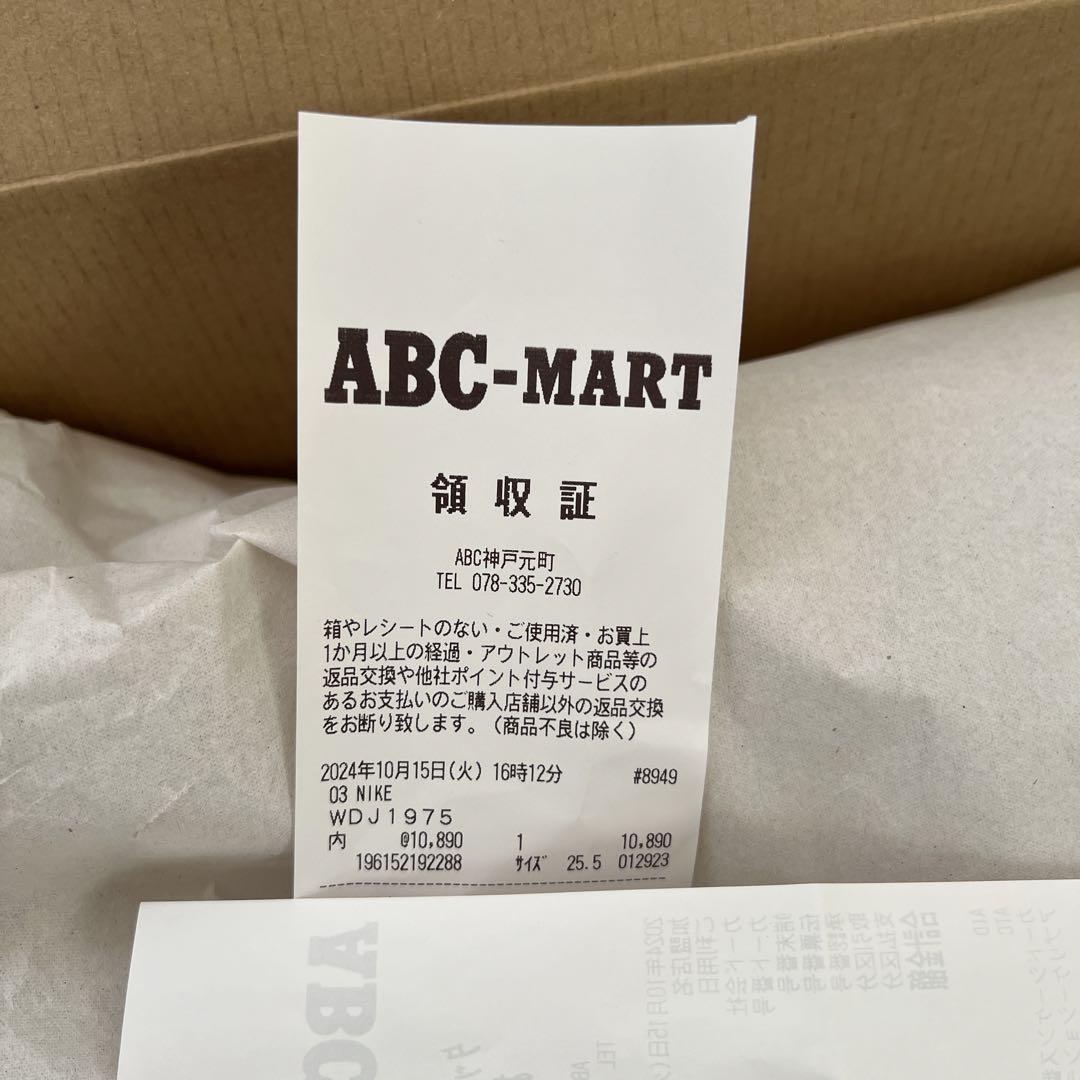 ABC-MART
領収証
ABC神戸元町
TEL 078-335-2730
箱やレシートのない・ご使用済・お買上
1か月以上の経過・アウトレット商品等の
返品交換や他社ポイント付与サービスの
あるお支払いのご購入店舗以外の返品交換
をお断り致します。（商品不良は除く）
2024年10月15日(火) 16時12分 #8949
03 NIKE
ＷＤＪ１９７５
内 @10,890 1 10,890
196152192288 ｻｲｽﾞ 25.5 012923